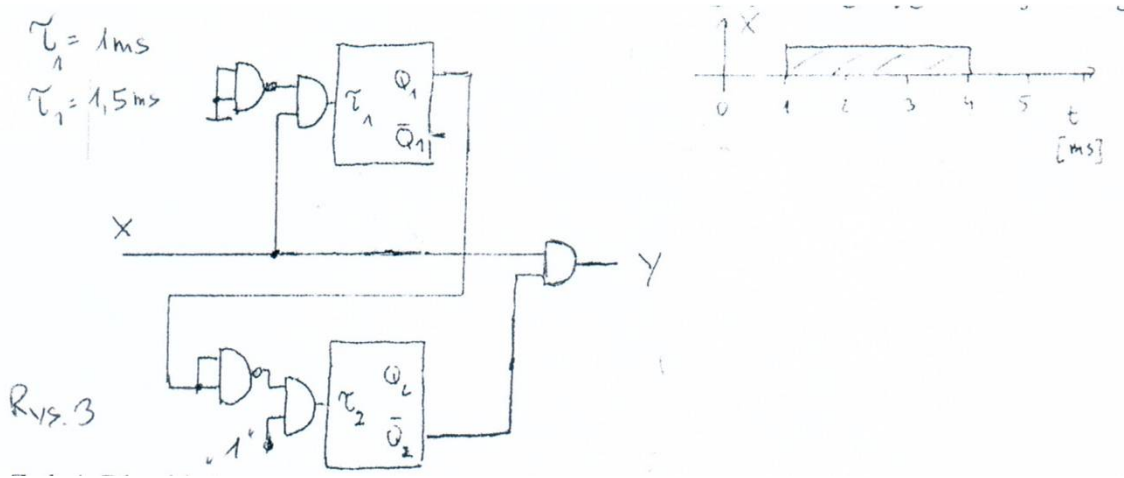 τ₁ = 1ms
τ₁ = 1,5ms
τ₁
Q₁
Q̄₁
X
Y
τ₂
Q₂
Q̄₂
"1"
Rys. 3
X
0 1 2 3 4 5 t
[ms]